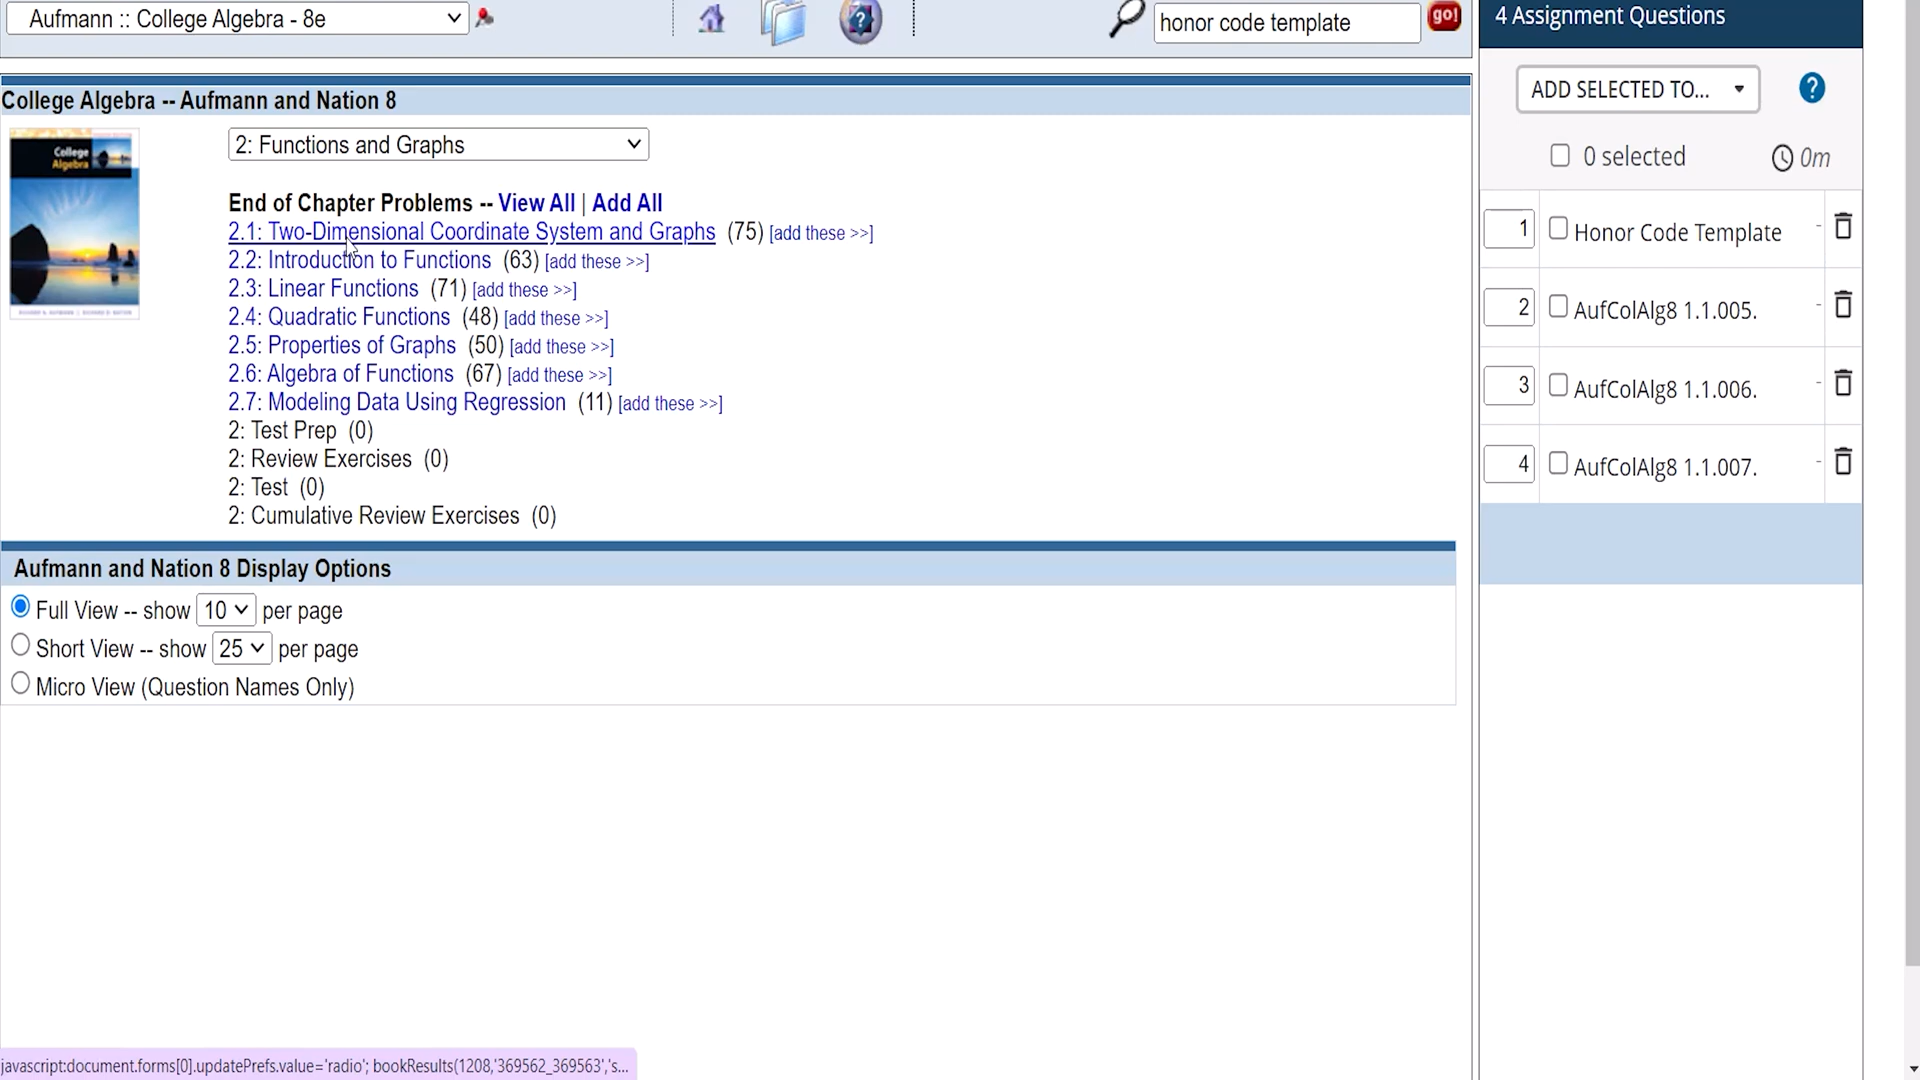 Aufmann :: College Algebra - 8e
honor code template
go!
College Algebra -- Aufmann and Nation 8
College
Algebra
2: Functions and Graphs
End of Chapter Problems -- View All | Add All
2.1: Two-Dimensional Coordinate System and Graphs (75) [add these >>]
2.2: Introduction to Functions (63) [add these >>]
2.3: Linear Functions (71) [add these >>]
2.4: Quadratic Functions (48) [add these >>]
2.5: Properties of Graphs (50) [add these >>]
2.6: Algebra of Functions (67) [add these >>]
2.7: Modeling Data Using Regression (11) [add these >>]
2: Test Prep (0)
2: Review Exercises (0)
2: Test (0)
2: Cumulative Review Exercises (0)
Aufmann and Nation 8 Display Options
Full View -- show 10 per page
Short View -- show 25 per page
Micro View (Question Names Only)
4 Assignment Questions
ADD SELECTED TO...
?
0 selected 0m
1 Honor Code Template -
2 AufColAlg8 1.1.005. -
3 AufColAlg8 1.1.006. -
4 AufColAlg8 1.1.007. -
javascript:document.forms[0].updatePrefs.value='radio'; bookResults(1208,'369562_369563','s...